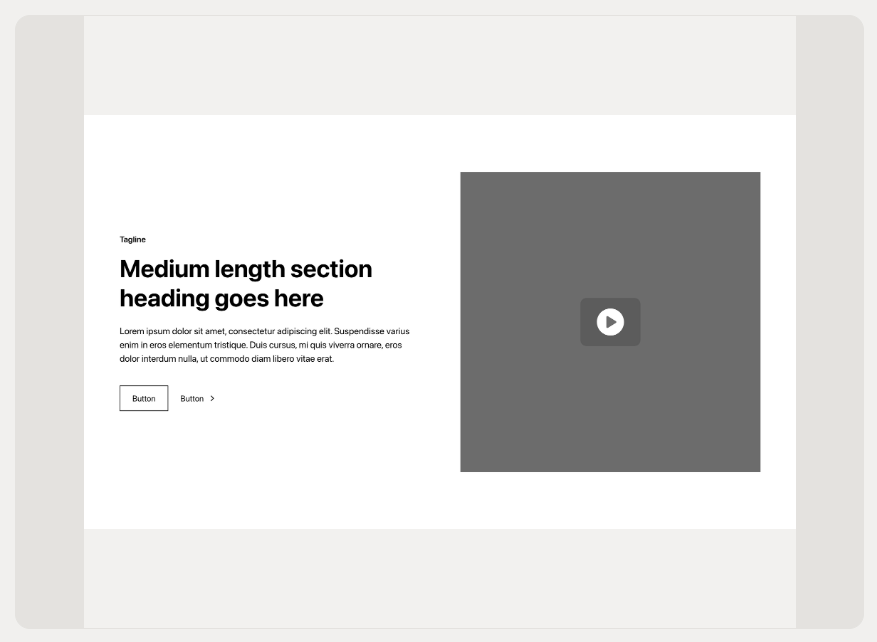 Tagline
Medium length section
heading goes here
Lorem ipsum dolor sit amet, consectetur adipiscing elit. Suspendisse varius
enim in eros elementum tristique. Duis cursus, mi quis viverra ornare, eros
dolor interdum nulla, ut commodo diam libero vitae erat.
Button
Button